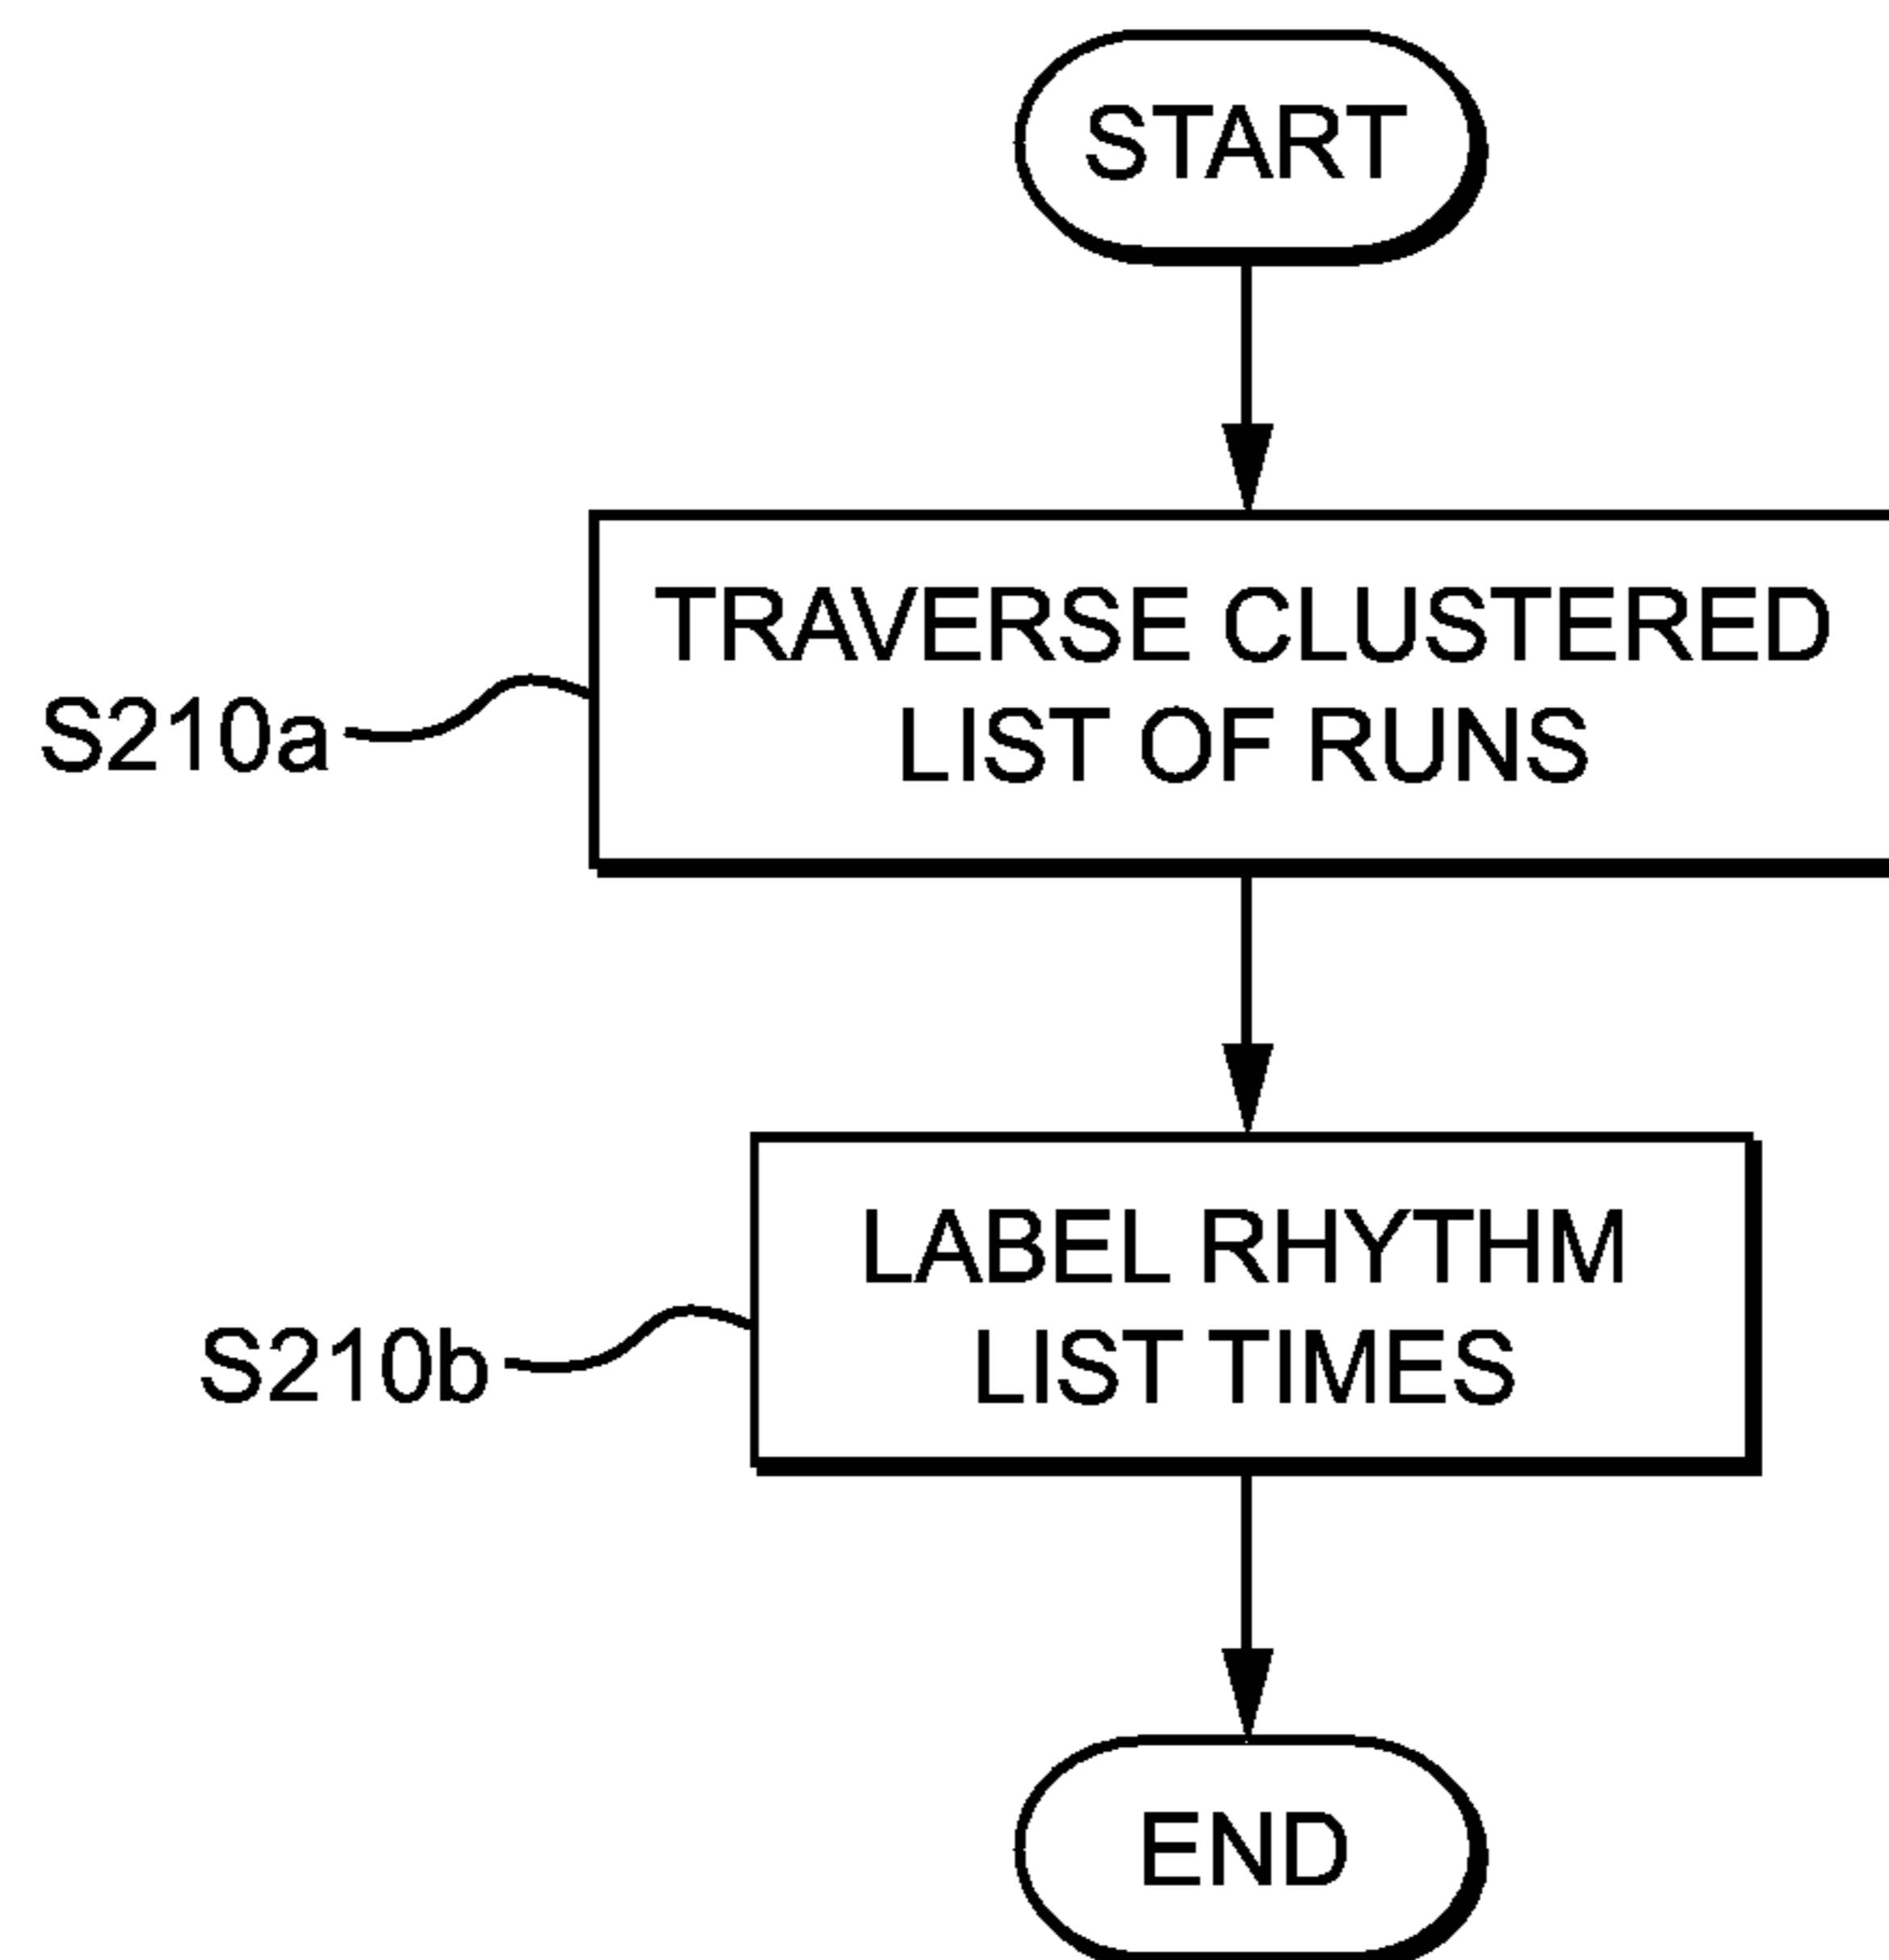 START
TRAVERSE CLUSTERED
LIST OF RUNS
S210a
LABEL RHYTHM
LIST TIMES
S210b
END